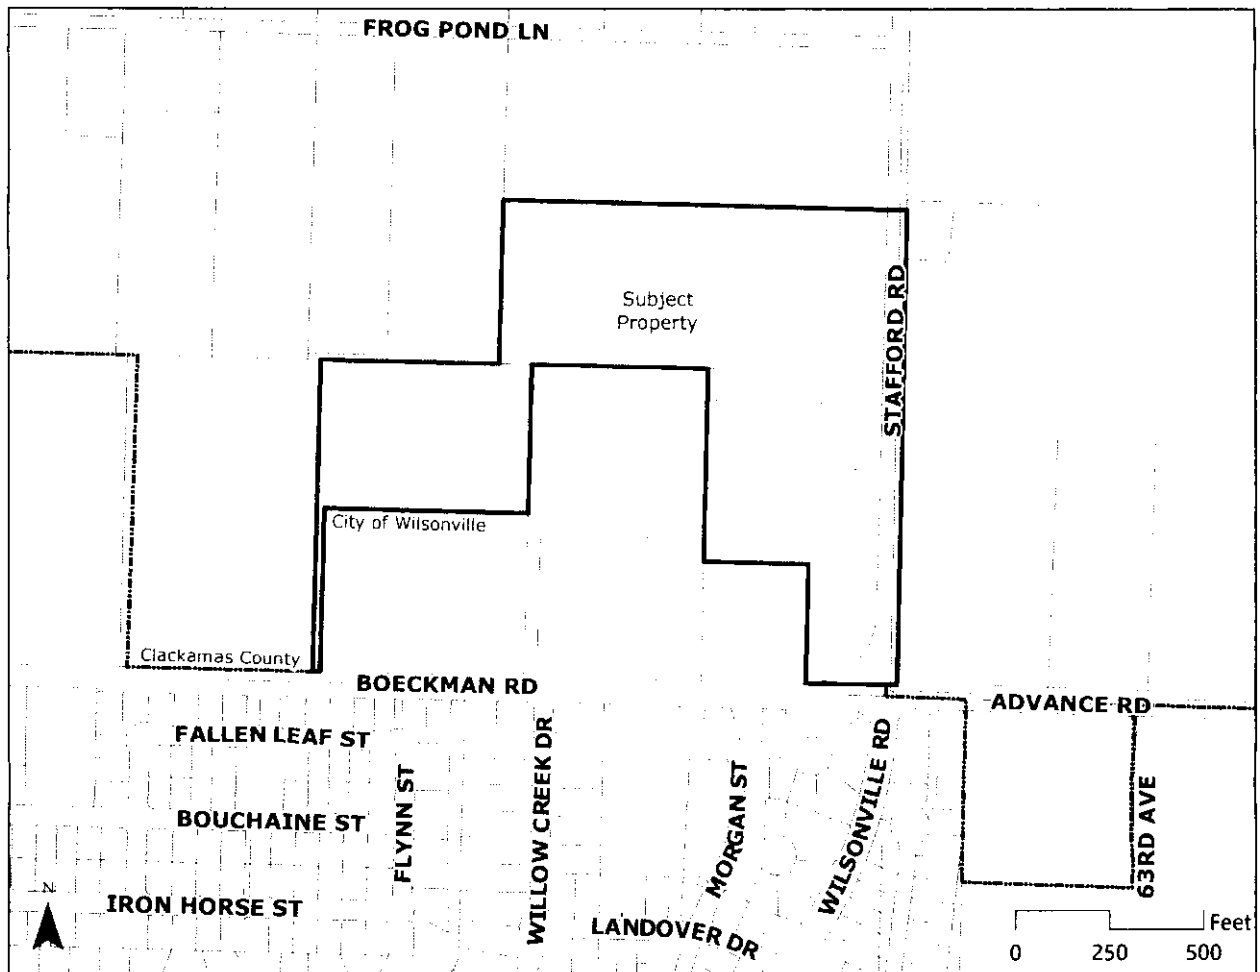 FROG POND LN
Subject
Property
STAFFORD RD
City of Wilsonville
Clackamas County
BOECKMAN RD
ADVANCE RD
FALLEN LEAF ST
FLYNN ST
WILLOW CREEK DR
MORGAN ST
WILSONVILLE RD
63RD AVE
BOUCHAINE ST
IRON HORSE ST
LANDOVER DR
N
Feet
0 250 500